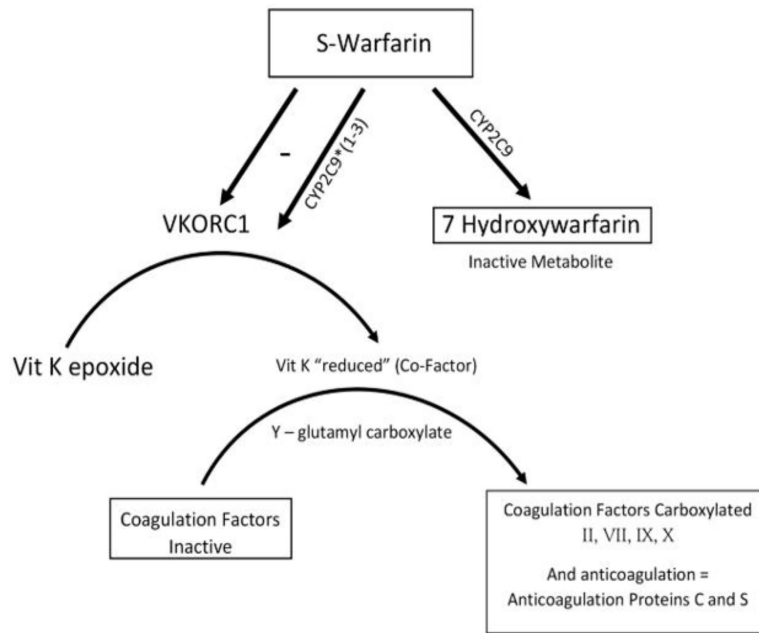 S-Warfarin
-
CYP2C9*(1-3)
CYP2C9
VKORC1
7 Hydroxywarfarin
Inactive Metabolite
Vit K epoxide
Vit K “reduced” (Co-Factor)
Y – glutamyl carboxylate
Coagulation Factors
Inactive
Coagulation Factors Carboxylated
II, VII, IX, X
And anticoagulation =
Anticoagulation Proteins C and S